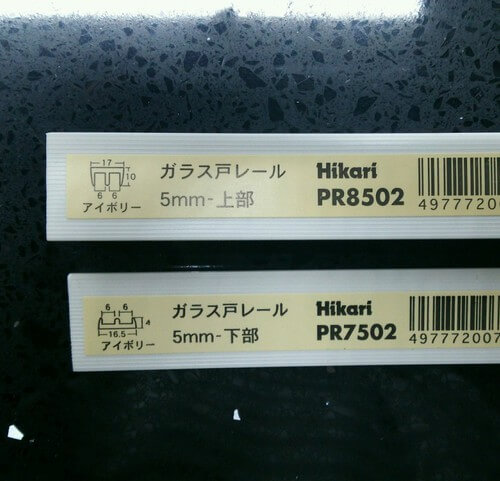 17
10
6 6
アイボリー
ガラス戸レール
5mm-上部
Hikari
PR8502
4977720
6 6
4
16.5
アイボリー
ガラス戸レール
5mm-下部
Hikari
PR7502
497772007